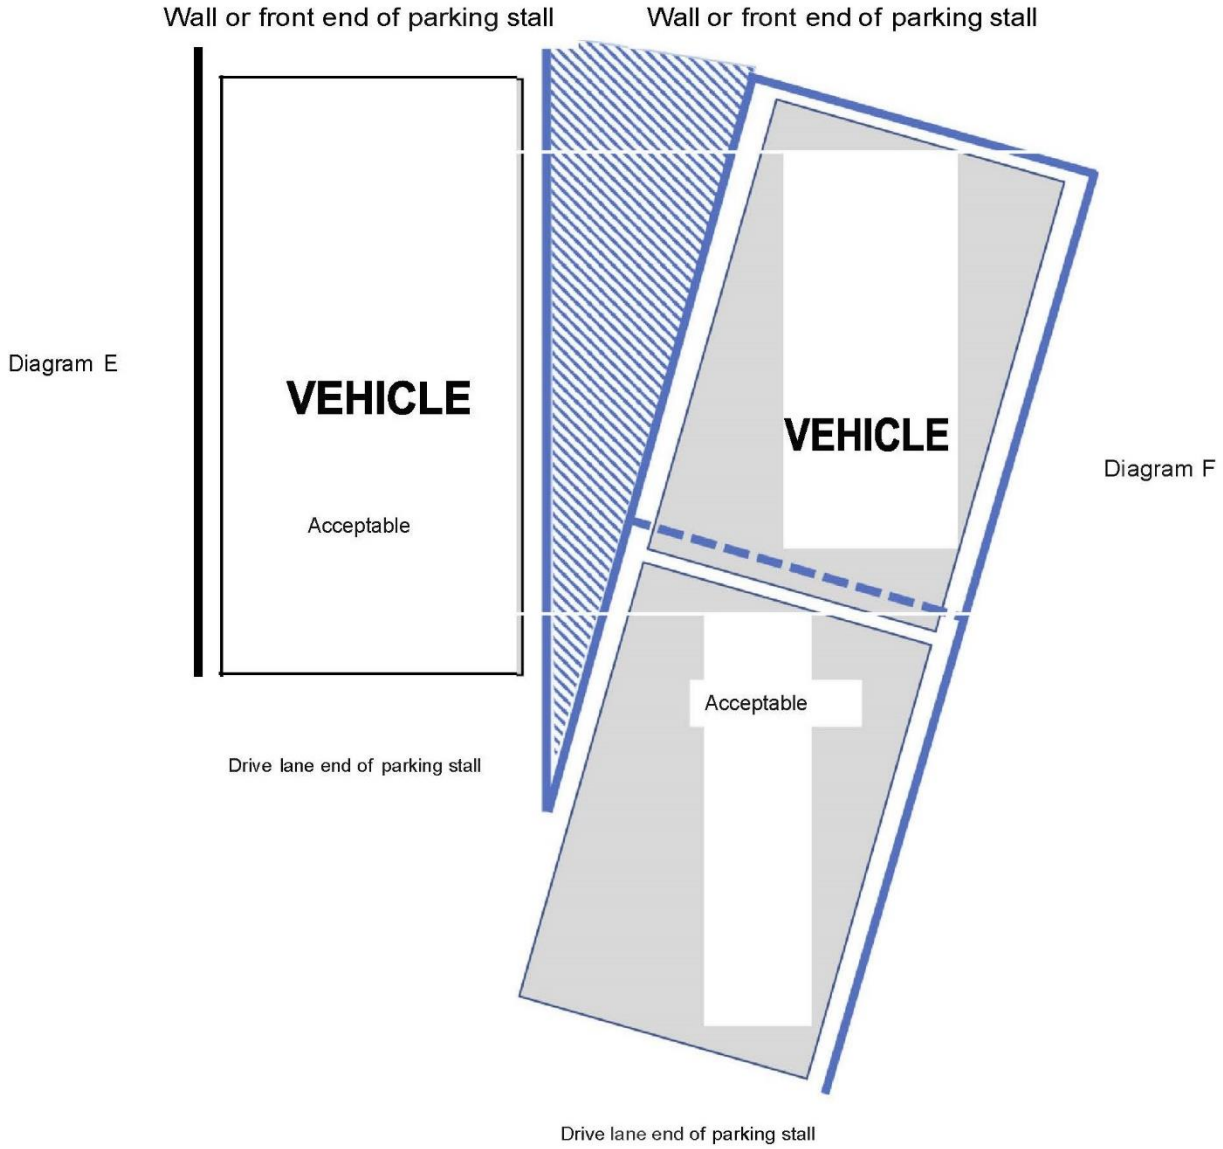 Wall or front end of parking stall
Wall or front end of parking stall
Diagram E
VEHICLE
VEHICLE
Diagram F
Acceptable
Acceptable
Drive lane end of parking stall
Drive lane end of parking stall